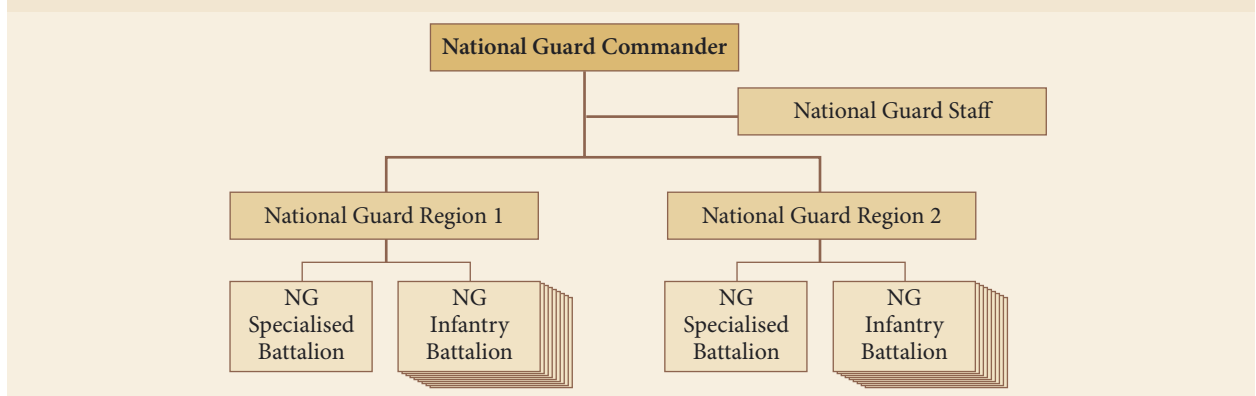 National Guard Commander
National Guard Staff
National Guard Region 1
National Guard Region 2
NG
Specialised
Battalion
NG
Infantry
Battalion
NG
Specialised
Battalion
NG
Infantry
Battalion